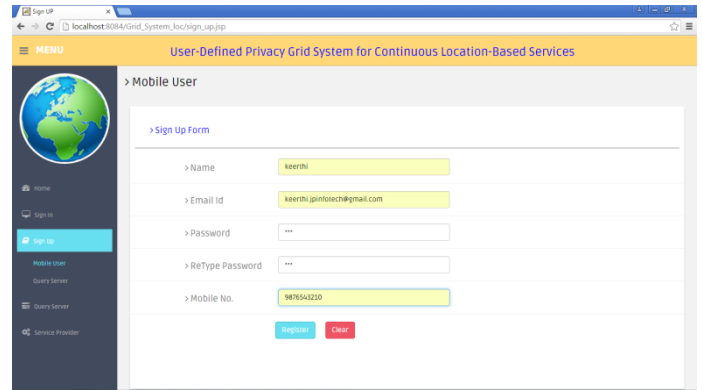 Sign UP
localhost:8084/Grid_System_loc/sign_up.jsp
MENU
User-Defined Privacy Grid System for Continuous Location-Based Services
> Mobile User
> Sign Up Form
> Name
keerthi
> Email Id
keerthi.jpinfotech@gmail.com
> Password
***
> ReType Password
***
> Mobile No.
9876543210
Register
Clear
Home
Sign In
Sign Up
Mobile User
Query Server
Query Server
Service Provider